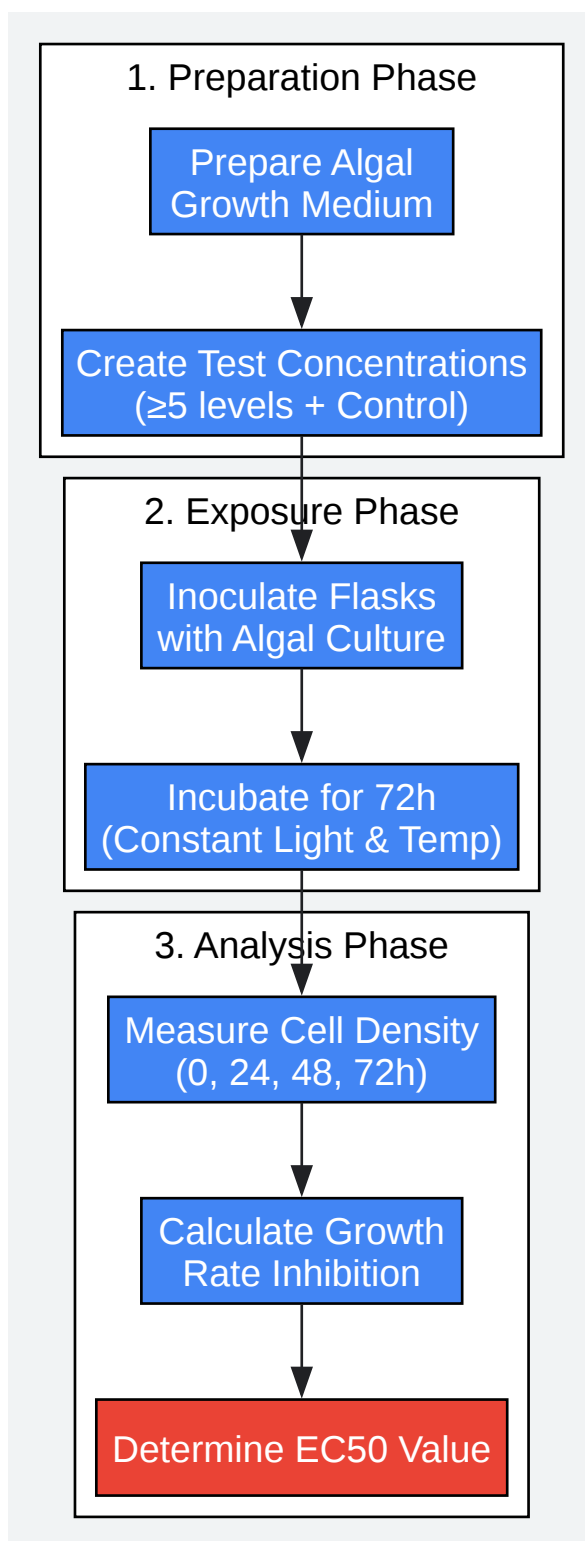 1. Preparation Phase
Prepare Algal
Growth Medium
Create Test Concentrations
(≥5 levels + Control)
2. Exposure Phase
Inoculate Flasks
with Algal Culture
Incubate for 72h
(Constant Light & Temp)
3. Analysis Phase
Measure Cell Density
(0, 24, 48, 72h)
Calculate Growth
Rate Inhibition
Determine EC50 Value